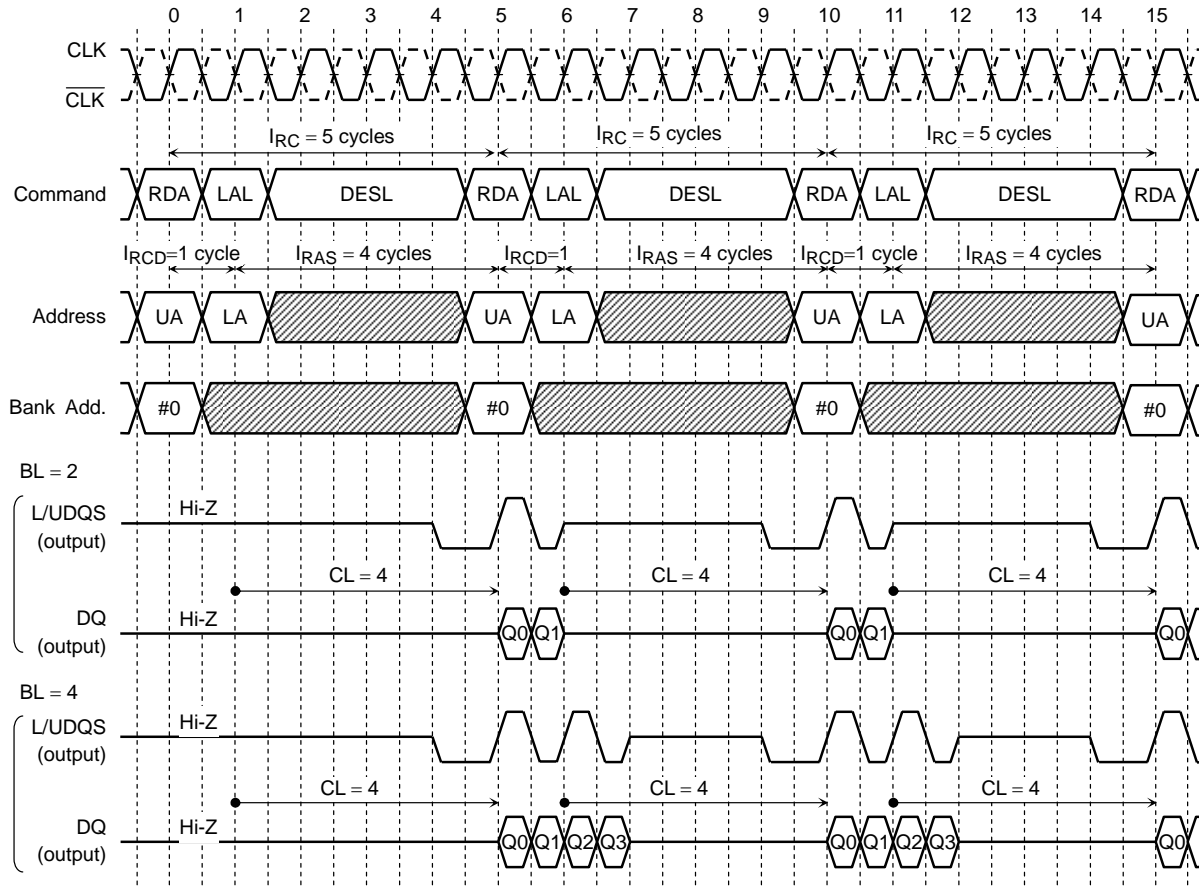 0 1 2 3 4 5 6 7 8 9 10 11 12 13 14 15
CLK
CLK
IRC = 5 cycles IRC = 5 cycles IRC = 5 cycles
Command RDA LAL DESL RDA LAL DESL RDA LAL DESL RDA
IRCD=1 cycle IRAS = 4 cycles IRCD=1 IRAS = 4 cycles IRCD=1 cycle IRAS = 4 cycles
Address UA LA UA LA UA LA UA
Bank Add. #0 #0 #0 #0
BL = 2
L/UDQS Hi-Z
(output)
CL = 4 CL = 4 CL = 4
DQ Hi-Z Q0 Q1 Q0 Q1 Q0
(output)
BL = 4
L/UDQS Hi-Z
(output)
CL = 4 CL = 4 CL = 4
DQ Hi-Z Q0 Q1 Q2 Q3 Q0 Q1 Q2 Q3 Q0
(output)